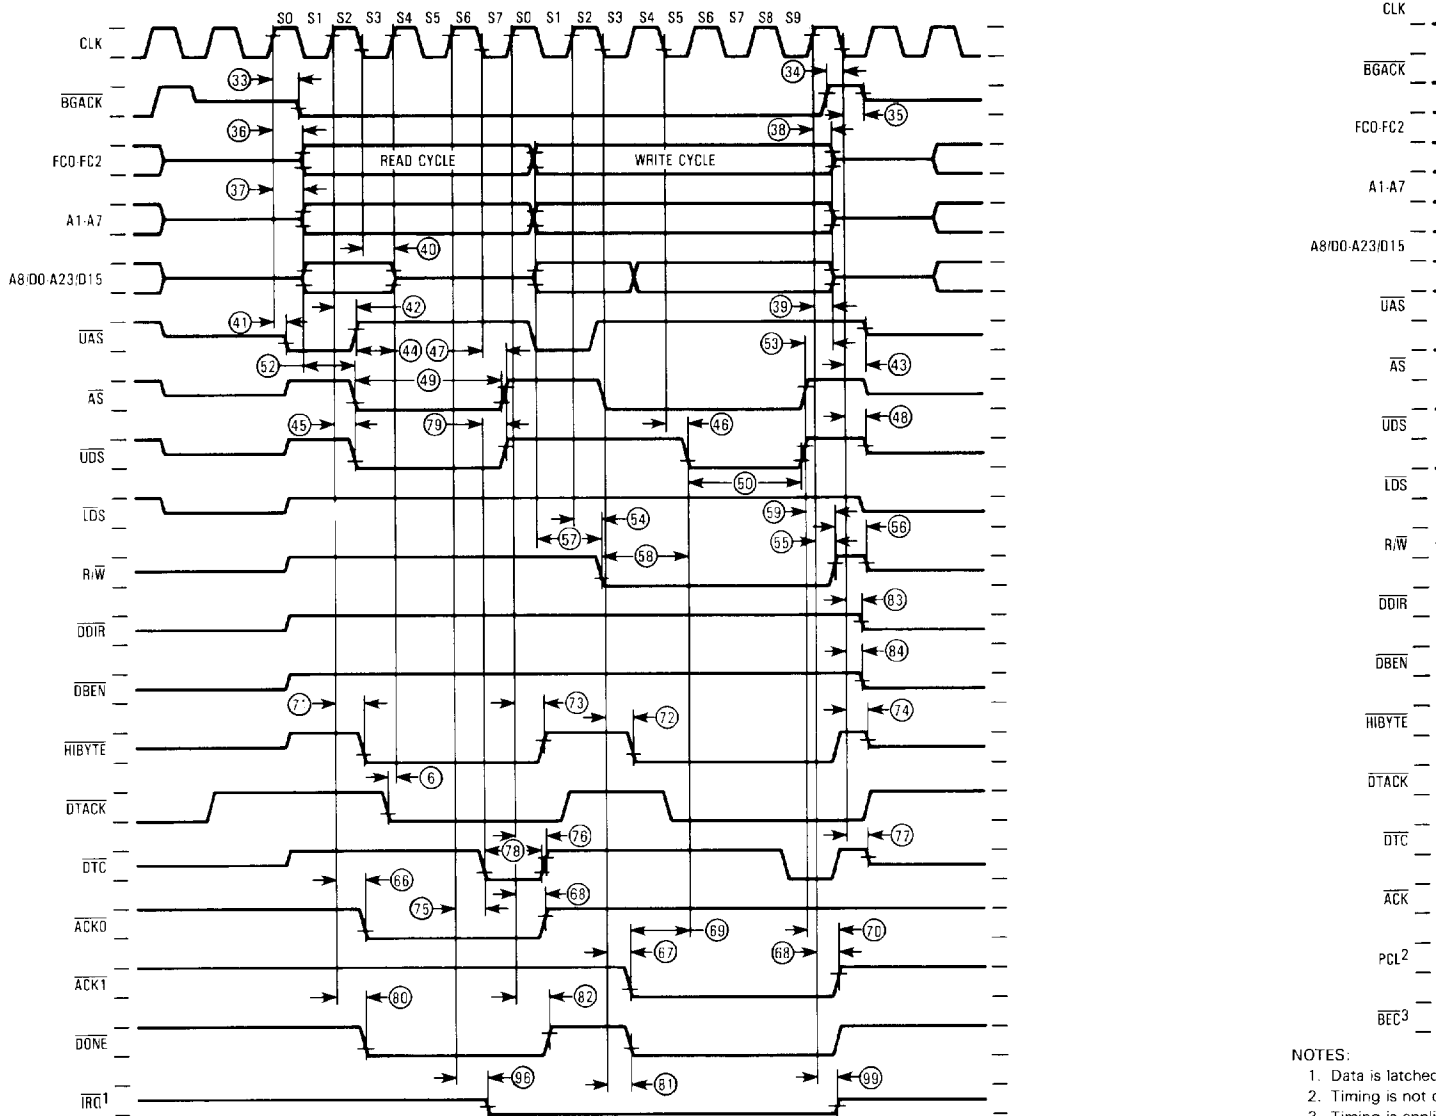 S0 S1 S2 S3 S4 S5 S6 S7 S0 S1 S2 S3 S4 S5 S6 S7 S8 S9
CLK
33 34
BGACK
36 38 35
FC0-FC2 READ CYCLE WRITE CYCLE
37
A1-A7
40
A8/D0-A23/D15
42 39
UAS 41
44 47 53
52 49 43
AS
45 79 46 48
UDS
50
LDS
54 59
57 56
58 55
R/W
83
DDIR
84
DBEN
71 73 72 74
HIBYTE
6
DTACK
76 77
78
DTC
66 68
75
ACK0
69 70
67 68
ACK1
80 82
DONE
96 81 99
IRQ1
CLK
BGACK
FC0-FC2
A1-A7
A8/D0-A23/D15
UAS
AS
UDS
LDS
R/W
DDIR
DBEN
HIBYTE
DTACK
DTC
ACK
PCL2
BEC3
NOTES:
1. Data is latched
2. Timing is not
3. Timing is